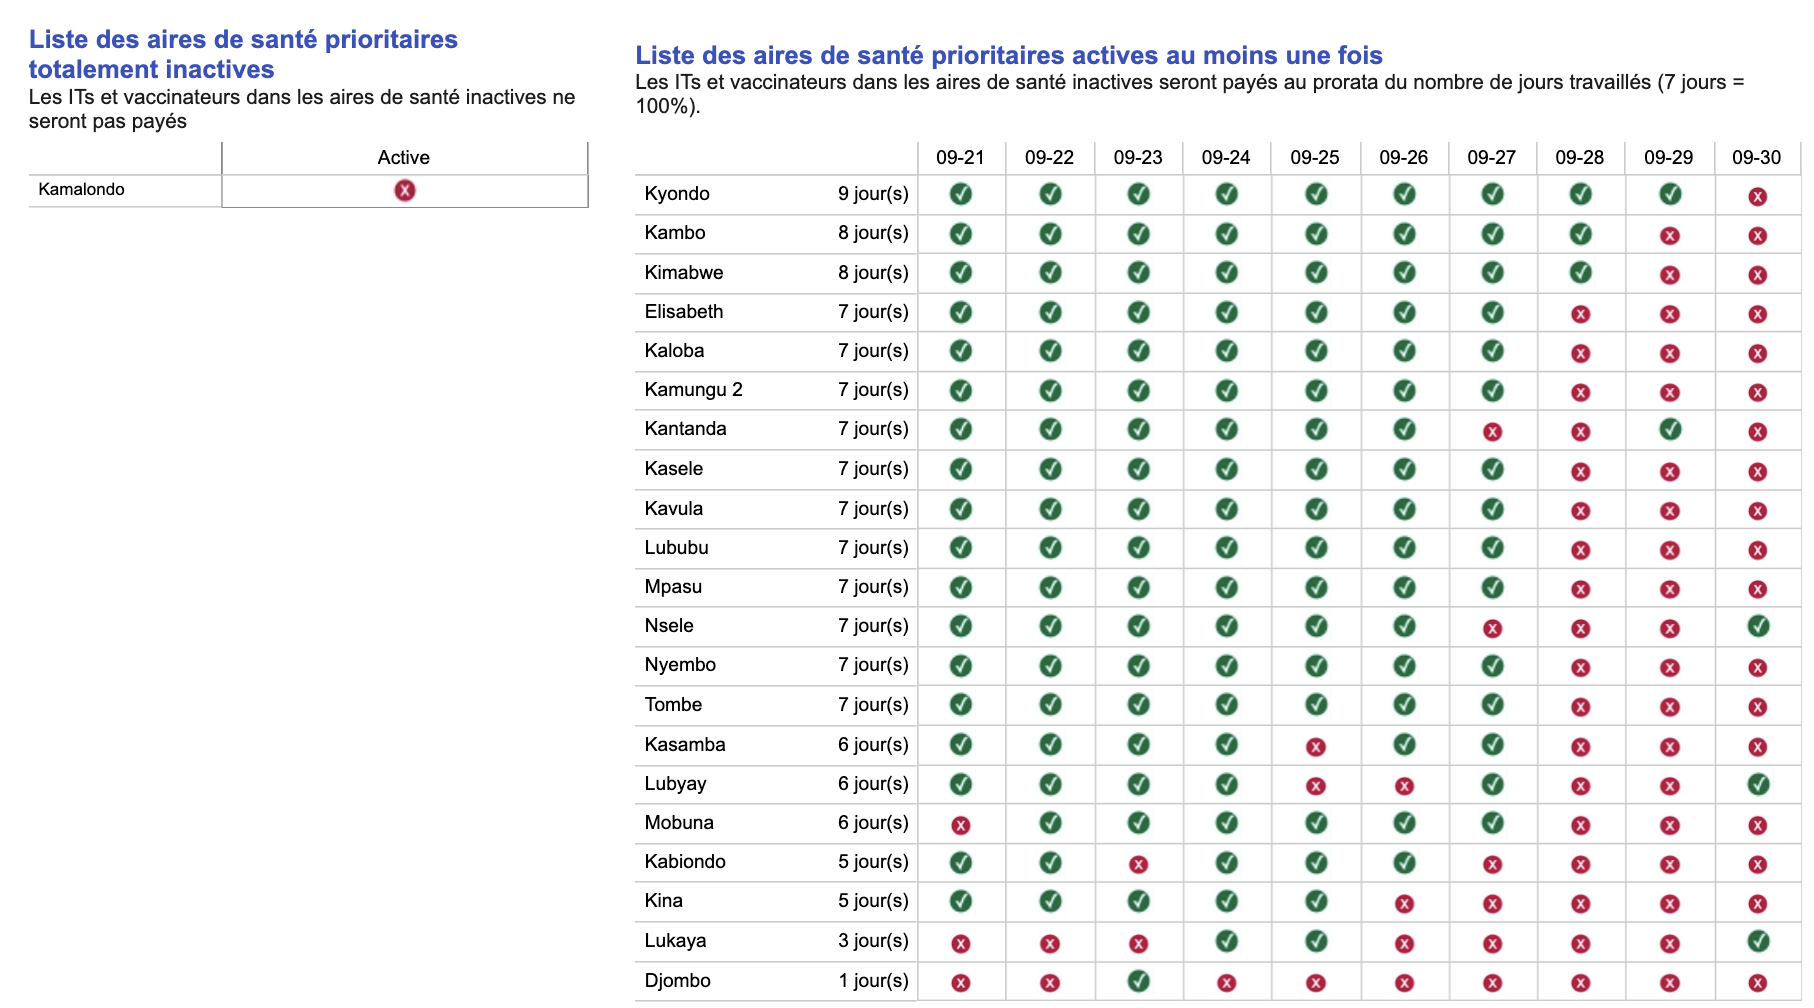 Liste des aires de santé prioritaires
totalement inactives
Les ITs et vaccinateurs dans les aires de santé inactives ne
seront pas payés
Active
Kamalondo
Liste des aires de santé prioritaires actives au moins une fois
Les ITs et vaccinateurs dans les aires de santé inactives seront payés au prorata du nombre de jours travaillés (7 jours =
100%).
09-21 09-22 09-23 09-24 09-25 09-26 09-27 09-28 09-29 09-30
Kyondo 9 jour(s)
Kambo 8 jour(s)
Kimabwe 8 jour(s)
Elisabeth 7 jour(s)
Kaloba 7 jour(s)
Kamungu 2 7 jour(s)
Kantanda 7 jour(s)
Kasele 7 jour(s)
Kavula 7 jour(s)
Lububu 7 jour(s)
Mpasu 7 jour(s)
Nsele 7 jour(s)
Nyembo 7 jour(s)
Tombe 7 jour(s)
Kasamba 6 jour(s)
Lubyay 6 jour(s)
Mobuna 6 jour(s)
Kabiondo 5 jour(s)
Kina 5 jour(s)
Lukaya 3 jour(s)
Djombo 1 jour(s)